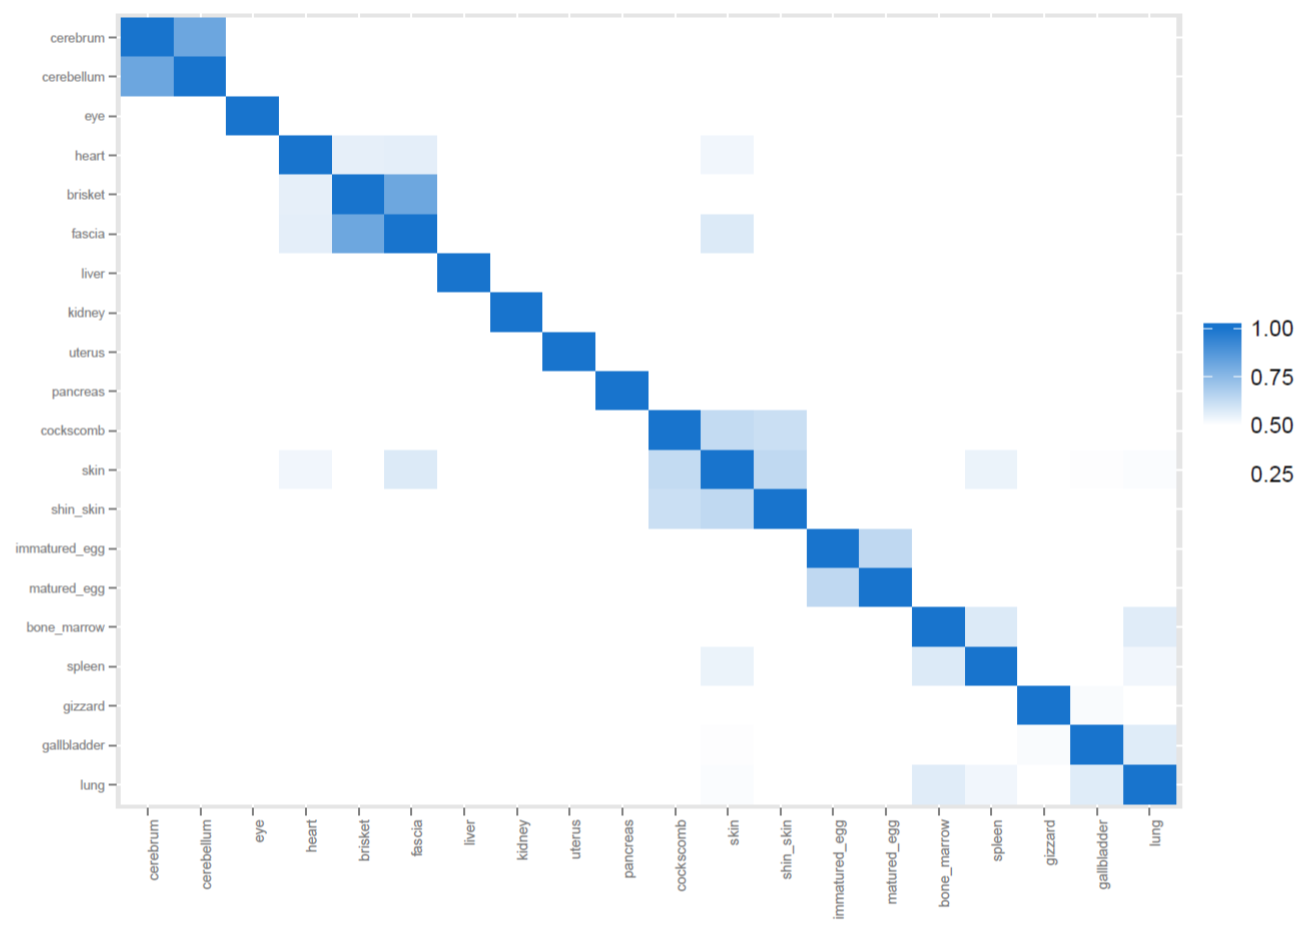 cerebrum
cerebellum
eye
heart
brisket
fascia
liver
kidney
uterus
pancreas
cockscomb
skin
shin_skin
immatured_egg
matured_egg
bone_marrow
spleen
gizzard
gallbladder
lung
1.00
0.75
0.50
0.25
cerebrum
cerebellum
eye
heart
brisket
fascia
liver
kidney
uterus
pancreas
cockscomb
skin
shin_skin
immatured_egg
matured_egg
bone_marrow
spleen
gizzard
gallbladder
lung